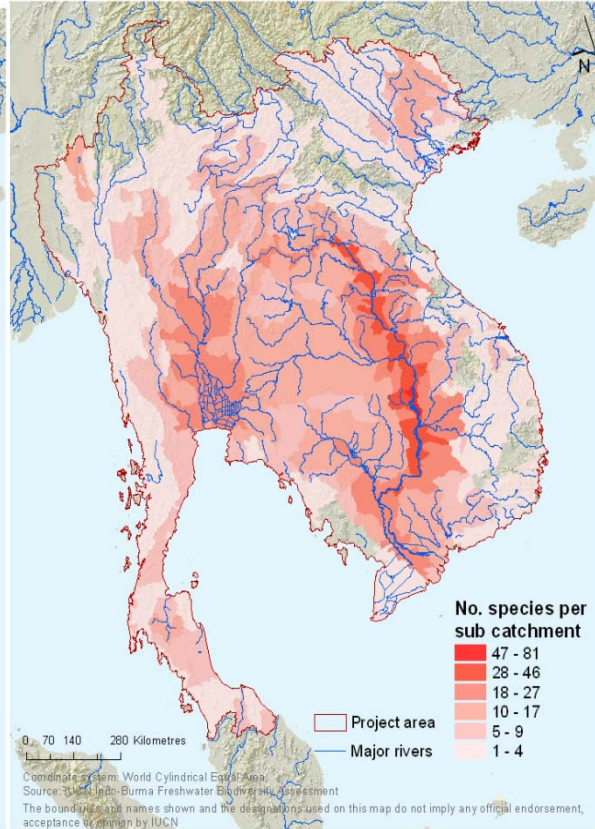 N
No. species per
sub catchment
47 - 81
28 - 46
18 - 27
10 - 17
5 - 9
1 - 4
Project area
Major rivers
0 70 140 280 Kilometres
Coordinate system: World Cylindrical Equal Area
Source: IUCN Indo-Burma Freshwater Biodiversity Assessment
The boundaries and names shown and the designations used on this map do not imply any official endorsement,
acceptance or opinion by IUCN